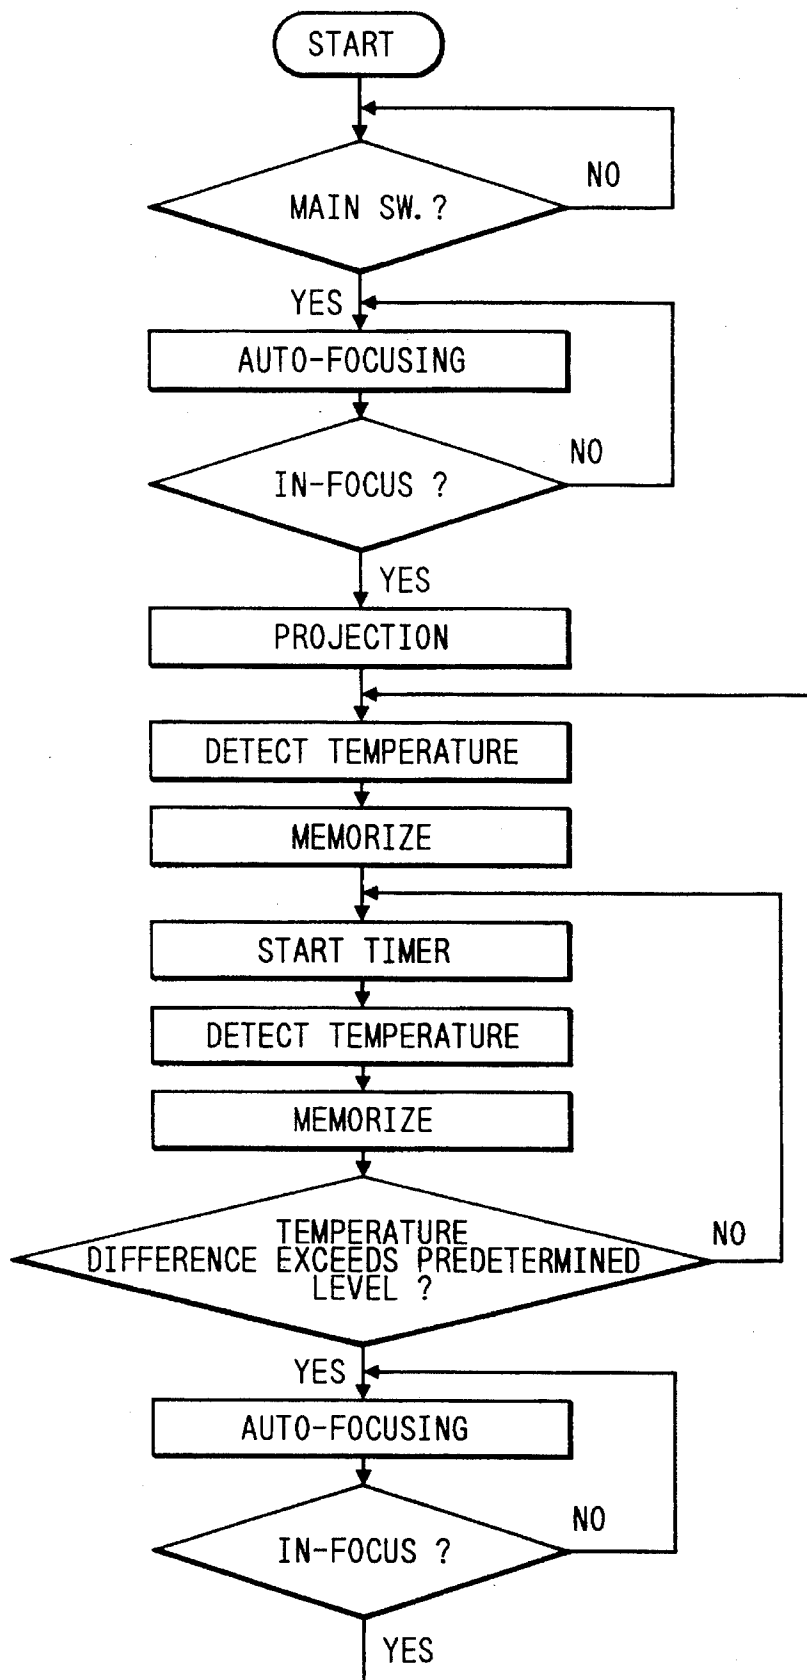 START
NO
MAIN SW. ?
YES
AUTO-FOCUSING
NO
IN-FOCUS ?
YES
PROJECTION
DETECT TEMPERATURE
MEMORIZE
START TIMER
DETECT TEMPERATURE
MEMORIZE
TEMPERATURE
NO
DIFFERENCE EXCEEDS PREDETERMINED
LEVEL ?
YES
AUTO-FOCUSING
NO
IN-FOCUS ?
YES